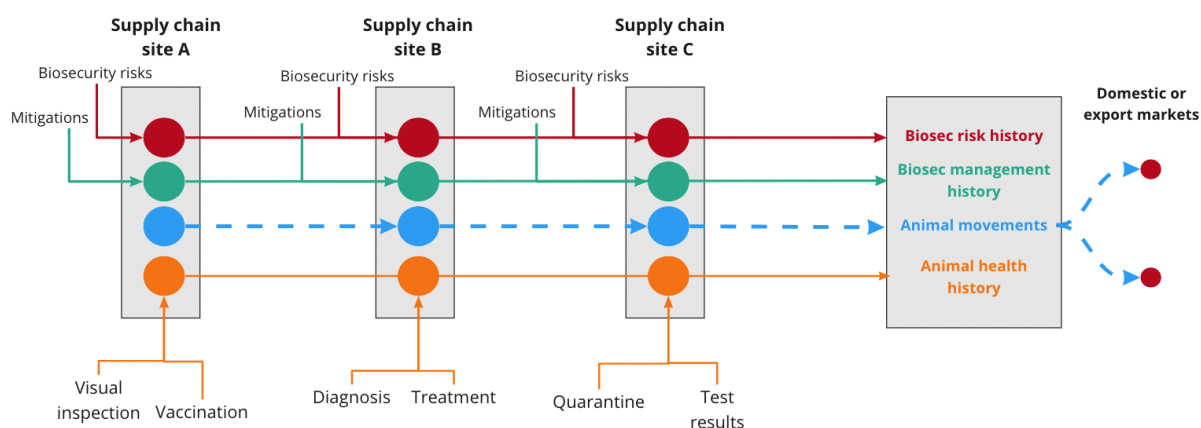 Supply chain
site A
Supply chain
site B
Supply chain
site C
Biosecurity risks
Biosecurity risks
Biosecurity risks
Mitigations
Mitigations
Mitigations
Domestic or
export markets
Biosec risk history
Biosec management
history
Animal movements
Animal health
history
Visual
inspection
Vaccination
Diagnosis
Treatment
Quarantine
Test
results